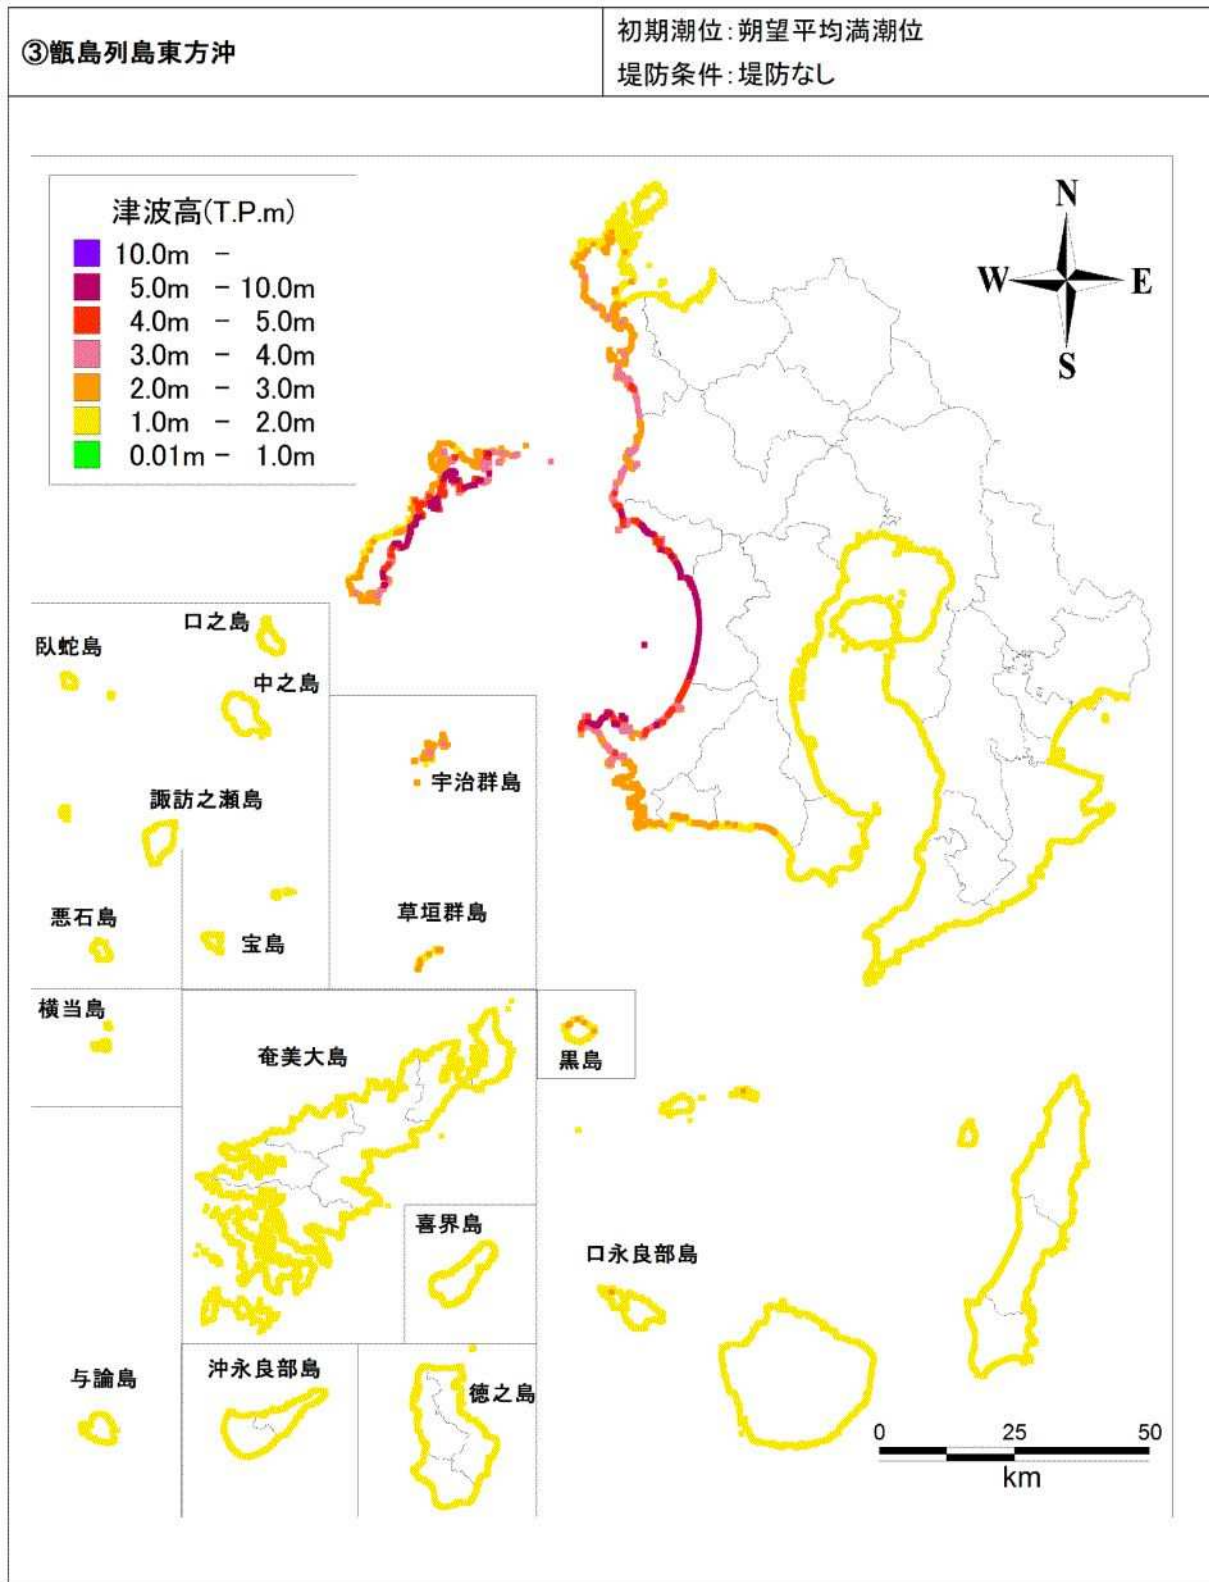 ③甑島列島東方沖
初期潮位:朔望平均満潮位
堤防条件:堤防なし
津波高(T.P.m)
10.0m －
5.0m － 10.0m
4.0m － 5.0m
3.0m － 4.0m
2.0m － 3.0m
1.0m － 2.0m
0.01m － 1.0m
N
W
E
S
口之島
臥蛇島
中之島
宇治群島
諏訪之瀬島
草垣群島
悪石島
宝島
横当島
奄美大島
黒島
喜界島
口永良部島
与論島
沖永良部島
徳之島
0 25 50
km